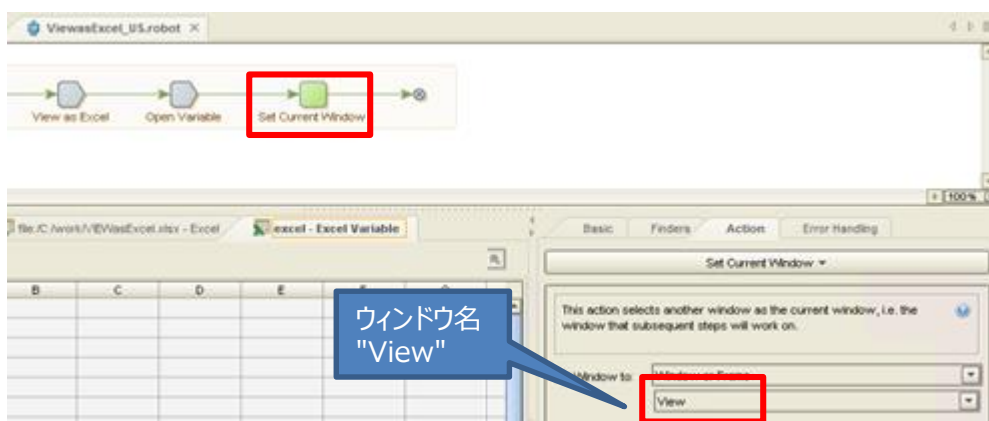 ViewasExcel_US.robot
View as Excel
Open Variable
Set Current Window
100%
file:/C:/work/VIEWasExcel.xlsx - Excel
excel - Excel Variable
Basic
Finders
Action
Error Handling
Set Current Window
B
C
D
E
ウィンドウ名
"View"
This action selects another window as the current window, i.e. the
window that subsequent steps will work on.
Window to:
View